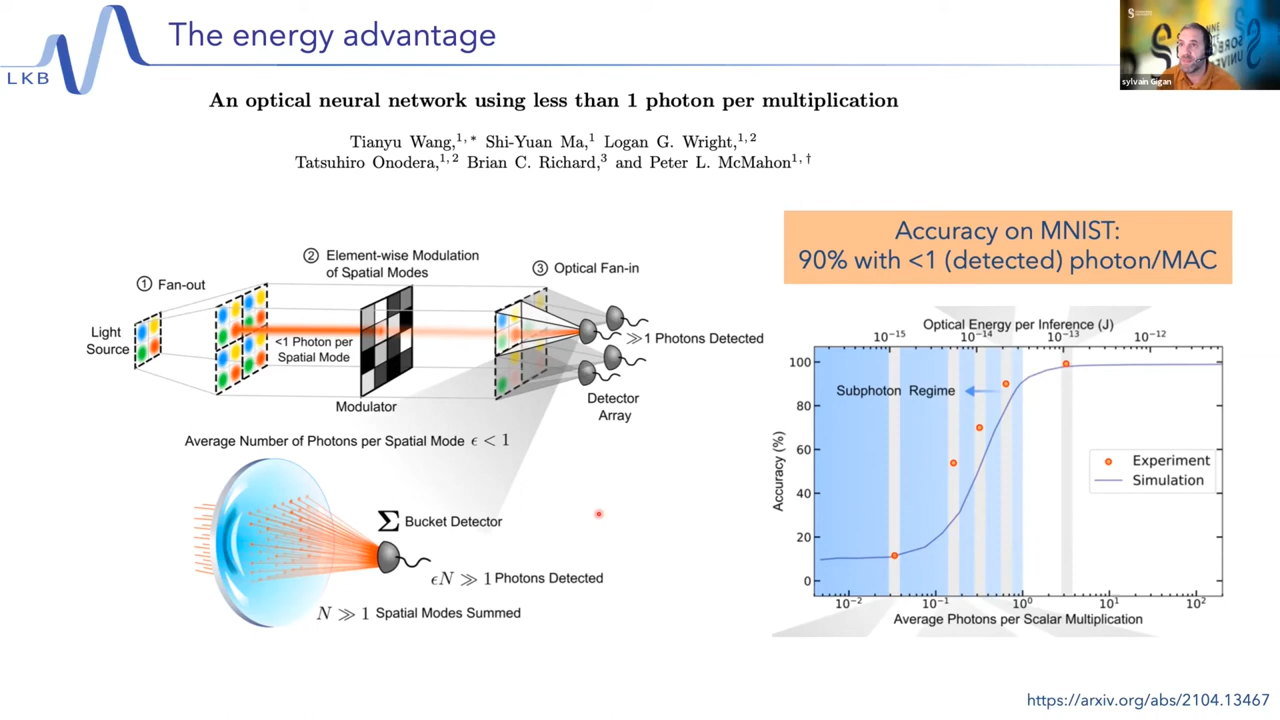 The energy advantage
LKB
sylvain Gigan
An optical neural network using less than 1 photon per multiplication
Tianyu Wang,1, * Shi-Yuan Ma,1 Logan G. Wright,1, 2
Tatsuhiro Onodera,1, 2 Brian C. Richard,3 and Peter L. McMahon1, †
Accuracy on MNIST:
90% with <1 (detected) photon/MAC
① Fan-out
② Element-wise Modulation
of Spatial Modes
③ Optical Fan-in
Light
Source
<1 Photon per
Spatial Mode
≫1 Photons Detected
Modulator
Detector
Array
Average Number of Photons per Spatial Mode ϵ < 1
Σ Bucket Detector
ϵN ≫ 1 Photons Detected
N ≫ 1 Spatial Modes Summed
Optical Energy per Inference (J)
10⁻¹⁵ 10⁻¹⁴ 10⁻¹³ 10⁻¹²
Subphoton Regime
Accuracy (%)
100
80
60
40
20
0
Experiment
Simulation
10⁻² 10⁻¹ 10⁰ 10¹ 10²
Average Photons per Scalar Multiplication
https://arxiv.org/abs/2104.13467